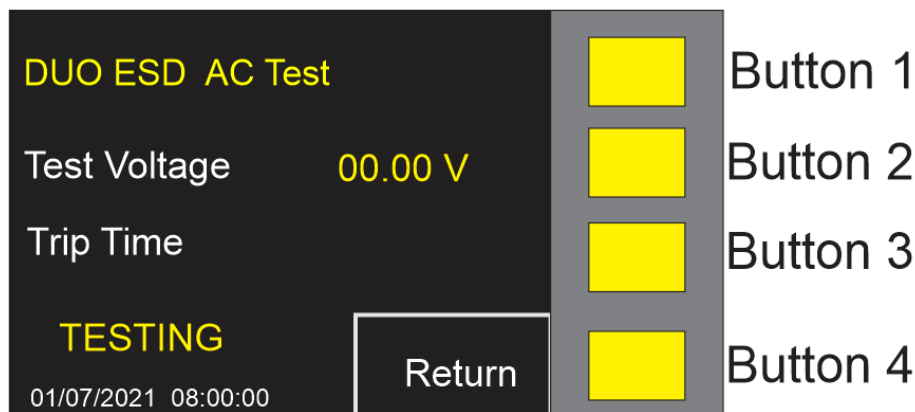 DUO ESD  AC Test
Button 1
Test Voltage 00.00 V
Button 2
Trip Time
Button 3
TESTING
Return
Button 4
01/07/2021 08:00:00